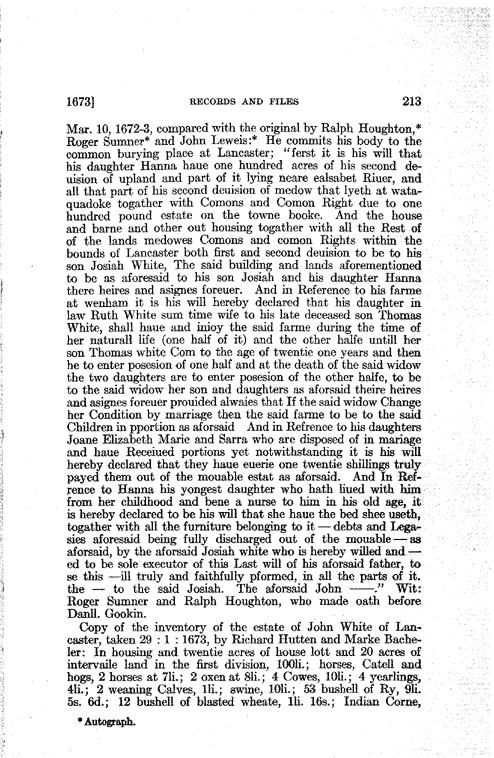 1673] RECORDS AND FILES 213
Mar. 10, 1672-3, compared with the original by Ralph Houghton,*
Roger Sumner* and John Leweis:* He commits his body to the
common burying place at Lancaster; "ferst it is his will that
his daughter Hanna haue one hundred acres of his second de-
uision of upland and part of it lying neare ealsabet Riuer, and
all that part of his second deuision of medow that lyeth at wata-
quadoke togather with Comons and Comon Right due to one
hundred pound estate on the towne booke. And the house
and barne and other out housing togather with all the Rest of
of the lands medowes Comons and comon Rights within the
bounds of Lancaster both first and second deuision to be to his
son Josiah White, The said building and lands aforementioned
to be as aforesaid to his son Josiah and his daughter Hanna
there heires and asignes foreuer. And in Reference to his farme
at wenham it is his will hereby declared that his daughter in
law Ruth White sum time wife to his late deceased son Thomas
White, shall haue and inioy the said farme during the time of
her naturall life (one half of it) and the other halfe untill her
son Thomas white Com to the age of twentie one years and then
he to enter posesion of one half and at the death of the said widow
the two daughters are to enter posesion of the other halfe, to be
to the said widow her son and daughters as aforsaid theire heires
and asignes foreuer prouided alwaies that If the said widow Change
her Condition by marriage then the said farme to be to the said
Children in pportion as aforsaid And in Refrence to his daughters
Joane Elizabeth Marie and Sarra who are disposed of in mariage
and haue Receiued portions yet notwithstanding it is his will
hereby declared that they haue euerie one twentie shillings truly
payed them out of the mouable estat as aforsaid. And In Ref-
rence to Hanna his yongest daughter who hath liued with him
from her childhood and bene a nurse to him in his old age, it
is hereby declared to be his will that she haue the bed shee useth,
togather with all the furniture belonging to it — debts and Lega-
sies aforesaid being fully discharged out of the mouable — as
aforsaid, by the aforsaid Josiah white who is hereby willed and —
ed to be sole executor of this Last will of his aforsaid father, to
se this —ill truly and faithfully pformed, in all the parts of it.
the — to the said Josiah. The aforsaid John ——." Wit:
Roger Sumner and Ralph Houghton, who made oath before
Danll. Gookin.
Copy of the inventory of the estate of John White of Lan-
caster, taken 29 : 1 : 1673, by Richard Hutten and Marke Bache-
ler: In housing and twentie acres of house lott and 20 acres of
intervaile land in the first division, 100li.; horses, Catell and
hogs, 2 horses at 7li.; 2 oxen at 8li.; 4 Cowes, 10li.; 4 yearlings,
4li.; 2 weaning Calves, 1li.; swine, 10li.; 53 bushell of Ry, 9li.
5s. 6d.; 12 bushell of blasted wheate, 1li. 16s.; Indian Corne,
* Autograph.